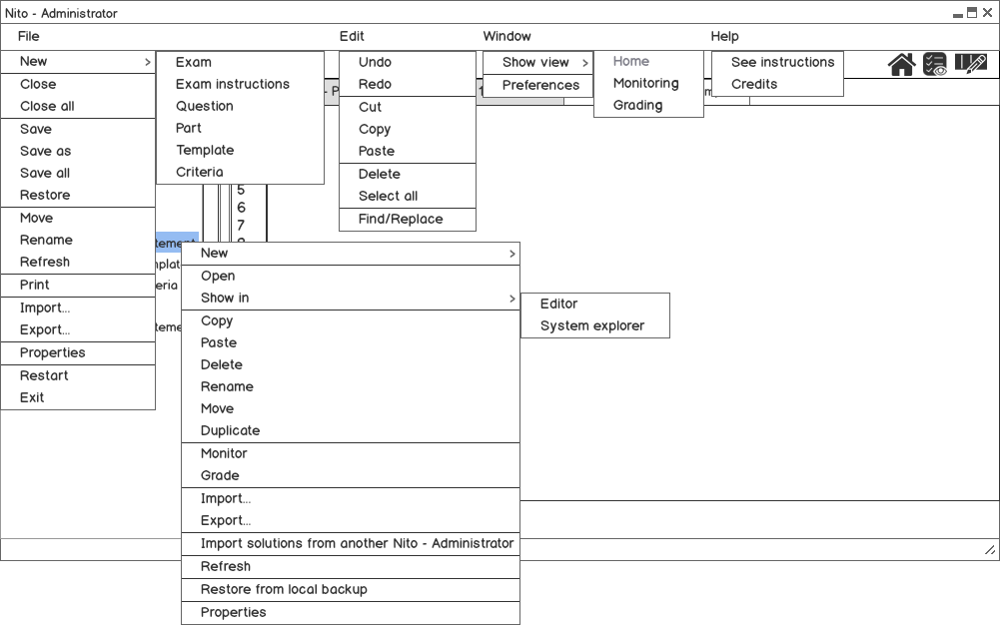 Nito - Administrator
File
Edit
Window
Help
New
Close
Close all
Save
Save as
Save all
Restore
Move
Rename
Refresh
Print
Import...
Export...
Properties
Restart
Exit
Exam
Exam instructions
Question
Part
Template
Criteria
Undo
Redo
Cut
Copy
Paste
Delete
Select all
Find/Replace
Show view
Preferences
Home
Monitoring
Grading
See instructions
Credits
5
6
7
New
Open
Show in
Copy
Paste
Delete
Rename
Move
Duplicate
Monitor
Grade
Import...
Export...
Import solutions from another Nito - Administrator
Refresh
Restore from local backup
Properties
Editor
System explorer